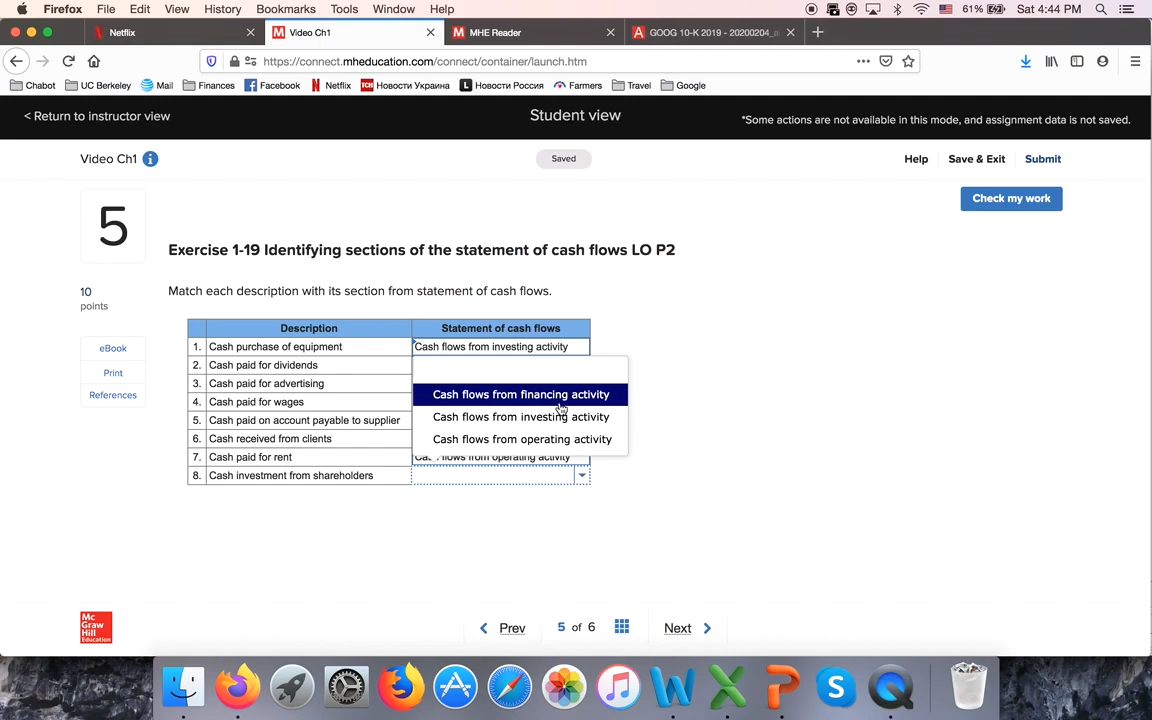 Firefox File Edit View History Bookmarks Tools Window Help 61% Sat 4:44 PM
Netflix Video Ch1 MHE Reader GOOG 10-K 2019 - 20200204_a
https://connect.mheducation.com/connect/container/launch.htm
Chabot UC Berkeley Mail Finances Facebook Netflix ТСН Новости Украина L Новости Россия Farmers Travel Google
< Return to instructor view Student view *Some actions are not available in this mode, and assignment data is not saved.
Video Ch1 i Saved Help Save & Exit Submit
Check my work
5
Exercise 1-19 Identifying sections of the statement of cash flows LO P2
10
points
Match each description with its section from statement of cash flows.
eBook
Print
References
Description Statement of cash flows
1. Cash purchase of equipment Cash flows from investing activity
2. Cash paid for dividends
3. Cash paid for advertising
4. Cash paid for wages
5. Cash paid on account payable to supplier
6. Cash received from clients
7. Cash paid for rent
8. Cash investment from shareholders
Cash flows from financing activity
Cash flows from investing activity
Cash flows from operating activity
flows from operating activity
Mc
Graw
Hill
Education
Prev 5 of 6 Next